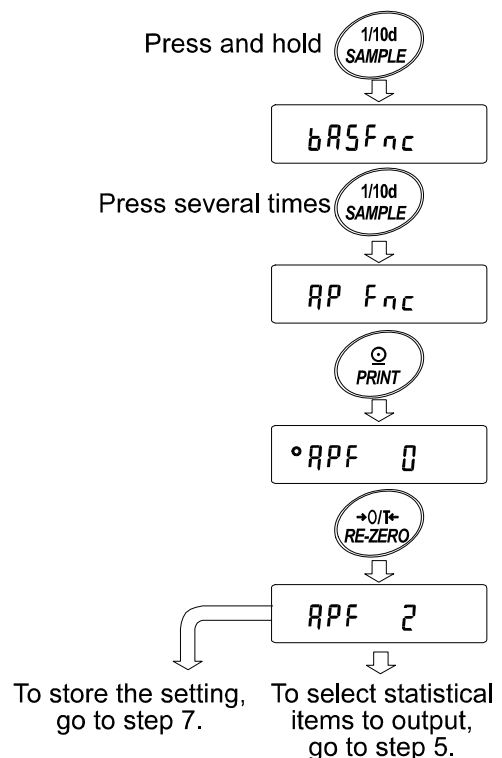 Press and hold
1/10d
SAMPLE
bASFnc
Press several times
1/10d
SAMPLE
AP Fnc
PRINT
°APF 0
→0/T←
RE-ZERO
APF 2
To store the setting,
go to step 7.
To select statistical
items to output,
go to step 5.